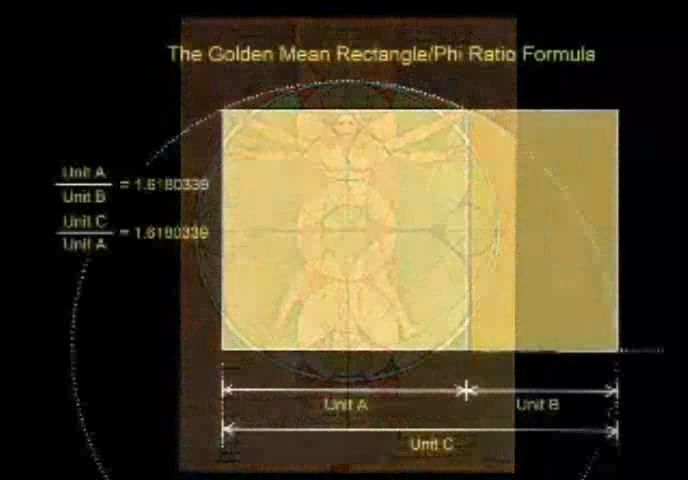 The Golden Mean Rectangle/Phi Ratio Formula
Unit A
Unit B
= 1.6180339
Unit C
Unit A
= 1.6180339
Unit A
Unit B
Unit C